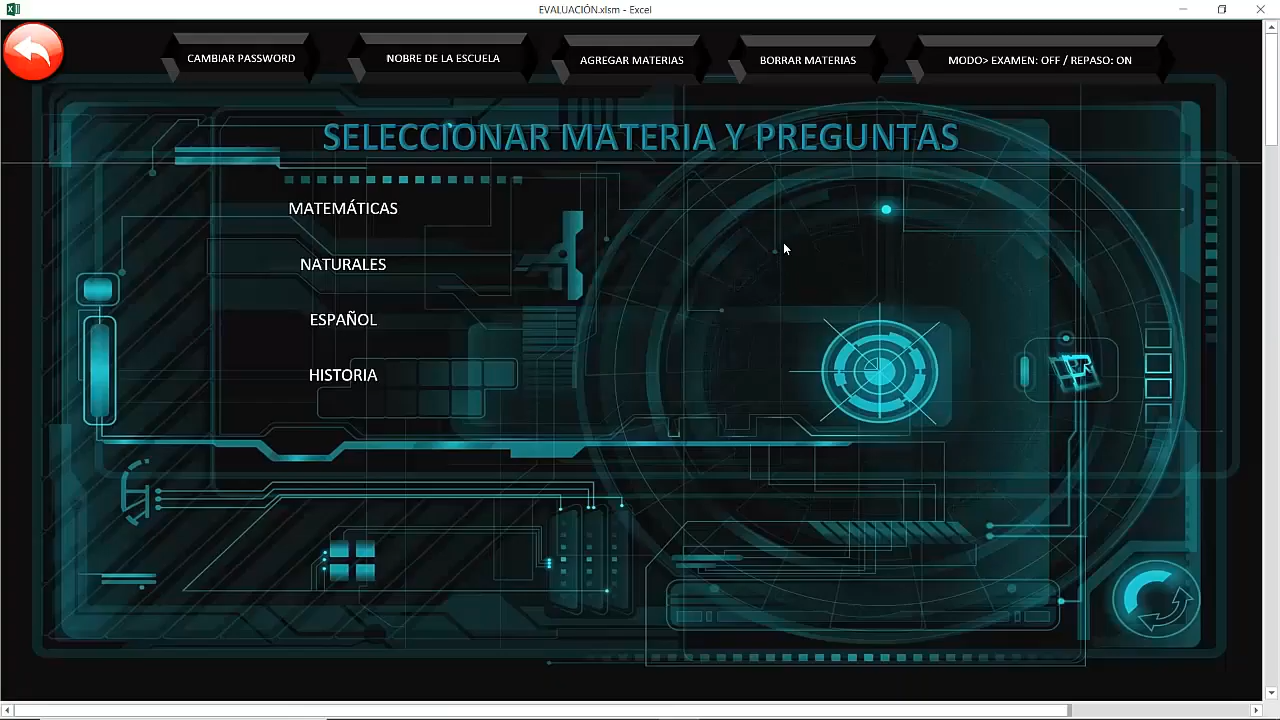 EVALUACIÓN.xlsm - Excel
CAMBIAR PASSWORD
NOBRE DE LA ESCUELA
AGREGAR MATERIAS
BORRAR MATERIAS
MODO> EXAMEN: OFF / REPASO: ON
SELECCIONAR MATERIA Y PREGUNTAS
MATEMÁTICAS
NATURALES
ESPAÑOL
HISTORIA